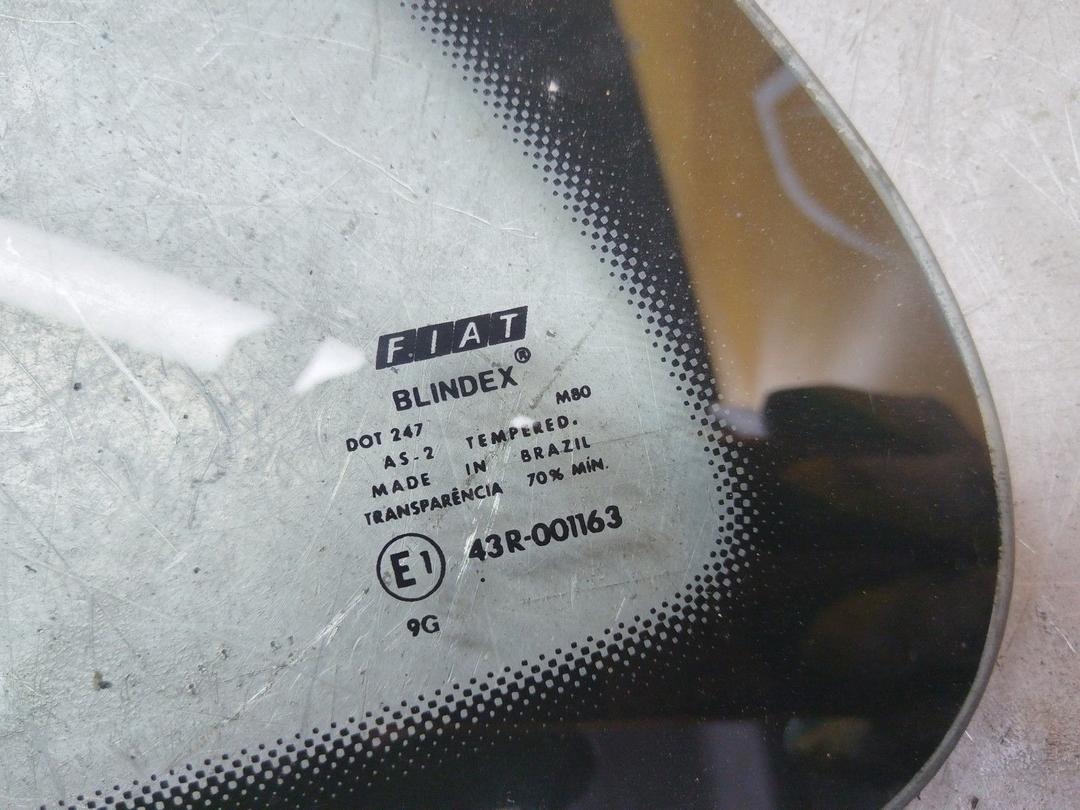 FIAT
BLINDEX®
DOT 247 M80
AS-2 TEMPERED.
MADE IN BRAZIL
TRANSPARÊNCIA 70% MÍN.
E1 43R-001163
9G